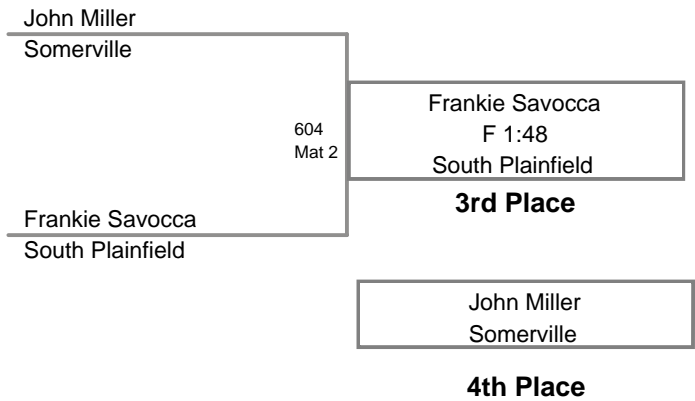 John Miller
Somerville
604
Mat 2
Frankie Savocca
F 1:48
South Plainfield
3rd Place
Frankie Savocca
South Plainfield
John Miller
Somerville
4th Place